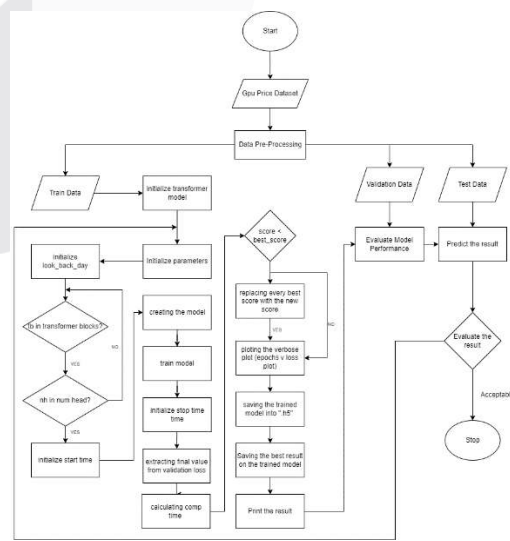 Start
Gpu Price Dataset
Data Pre-Processing
Train Data
initialize transformer
model
Validation Data
Test Data
initialize
look_back_day
initialize parameters
score <
best_score
Evaluate Model
Performance
Predict the result
tb in transformer blocks?
NO
YES
nh in num head?
YES
initialize start time
creating the model
train model
initialize stop time
time
extracting final value
from validation loss
calculating comp
time
replacing every best
score with the new
score
YES
NO
ploting the verbose
plot (epochs v loss
plot)
saving the trained
model into ".h5"
Saving the best result
on the trained model
Print the result
Evaluate the
result
Acceptabl
Stop